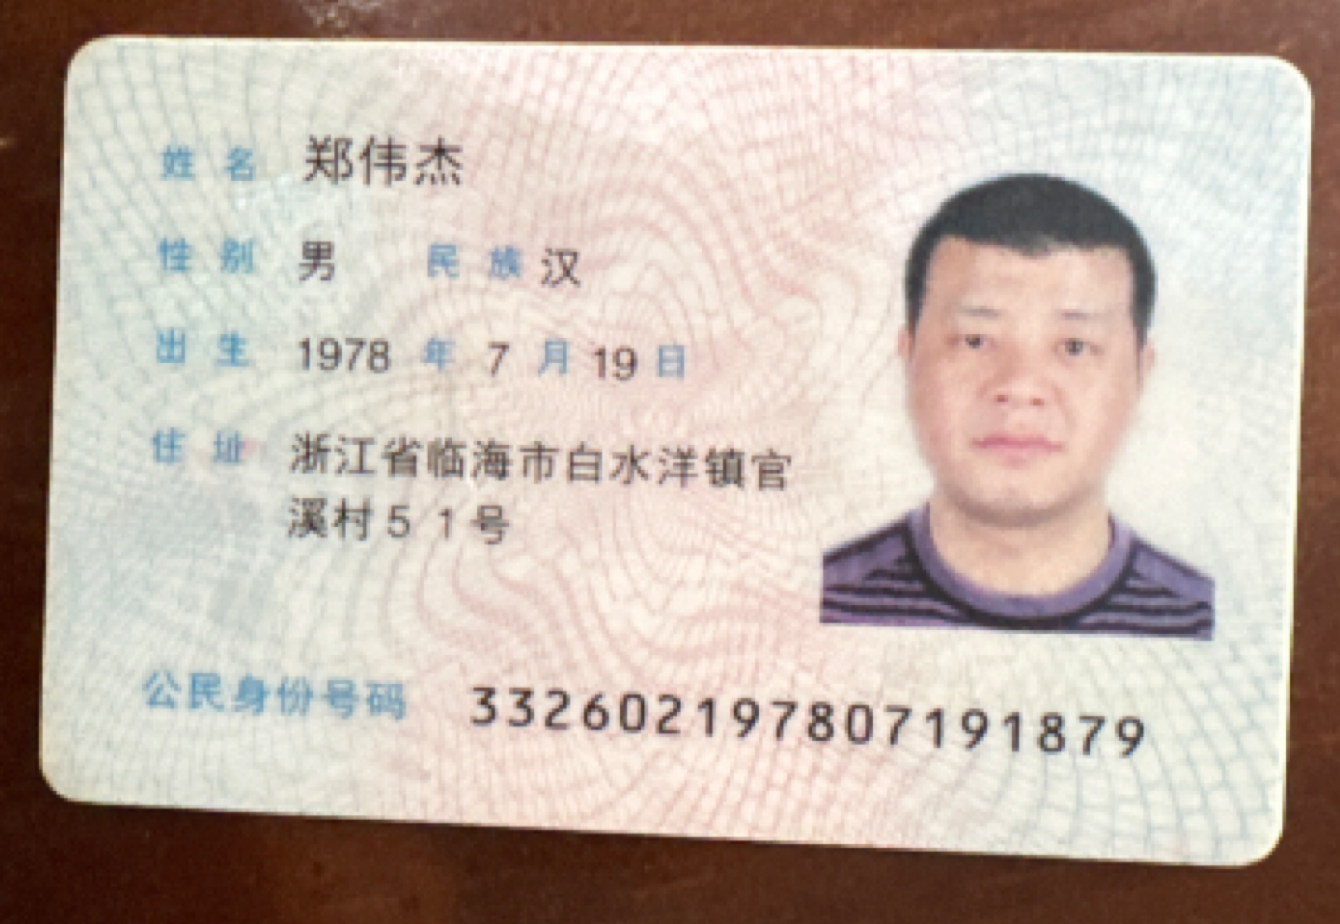 姓名 郑伟杰
性别 男 民族 汉
出生 1978 年 7 月 19 日
住址 浙江省临海市白水洋镇官
溪村51号
公民身份号码 332602197807191879